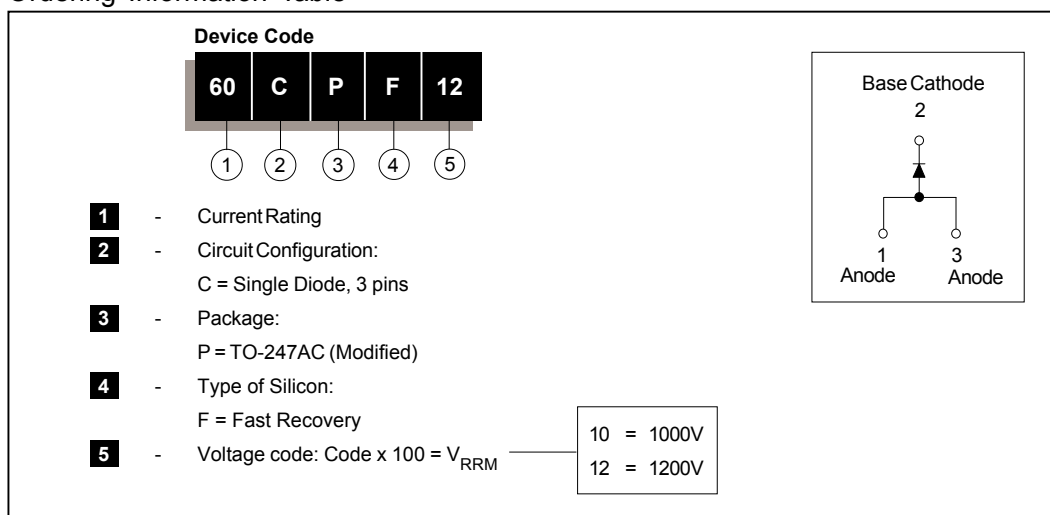 Ordering Information Table
Device Code
60 C P F 12
1 2 3 4 5
1 - Current Rating
2 - Circuit Configuration:
C = Single Diode, 3 pins
3 - Package:
P = TO-247AC (Modified)
4 - Type of Silicon:
F = Fast Recovery
5 - Voltage code: Code x 100 = VRRM
10 = 1000V
12 = 1200V
Base Cathode
2
1 3
Anode Anode